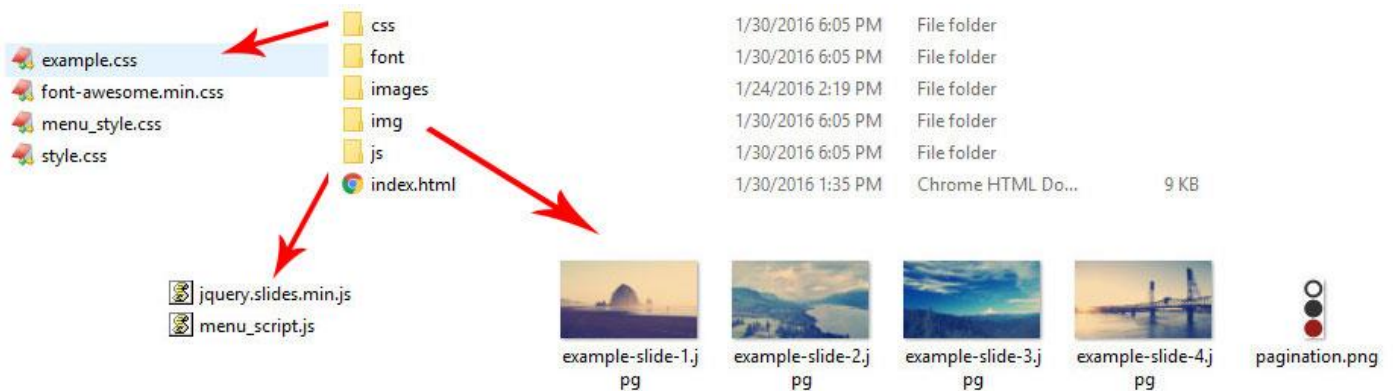 css 1/30/2016 6:05 PM File folder
font 1/30/2016 6:05 PM File folder
images 1/24/2016 2:19 PM File folder
img 1/30/2016 6:05 PM File folder
js 1/30/2016 6:05 PM File folder
index.html 1/30/2016 1:35 PM Chrome HTML Do... 9 KB
example.css
font-awesome.min.css
menu_style.css
style.css
jquery.slides.min.js
menu_script.js
example-slide-1.j
pg
example-slide-2.j
pg
example-slide-3.j
pg
example-slide-4.j
pg
pagination.png